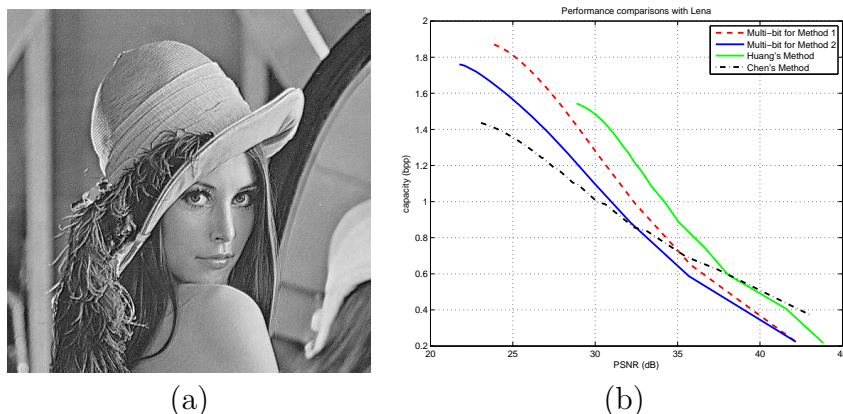 Performance comparisons with Lena
Multi-bit for Method 1
Multi-bit for Method 2
Huang's Method
Chen's Method
capacity (bpp)
2
1.8
1.6
1.4
1.2
1
0.8
0.6
0.4
0.2
20 25 30 35 40
PSNR (dB)
(a) (b)